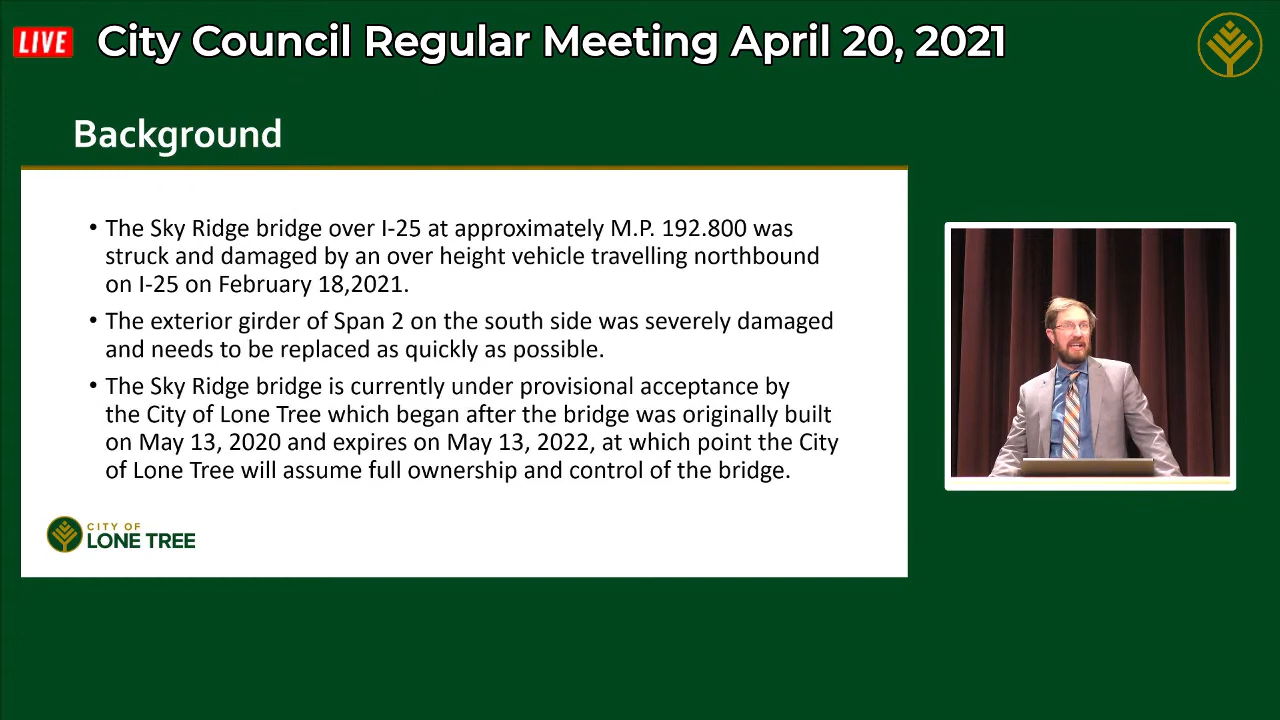 LIVE
City Council Regular Meeting April 20, 2021
Background
• The Sky Ridge bridge over I-25 at approximately M.P. 192.800 was
struck and damaged by an over height vehicle travelling northbound
on I-25 on February 18,2021.
• The exterior girder of Span 2 on the south side was severely damaged
and needs to be replaced as quickly as possible.
• The Sky Ridge bridge is currently under provisional acceptance by
the City of Lone Tree which began after the bridge was originally built
on May 13, 2020 and expires on May 13, 2022, at which point the City
of Lone Tree will assume full ownership and control of the bridge.
CITY OF
LONE TREE